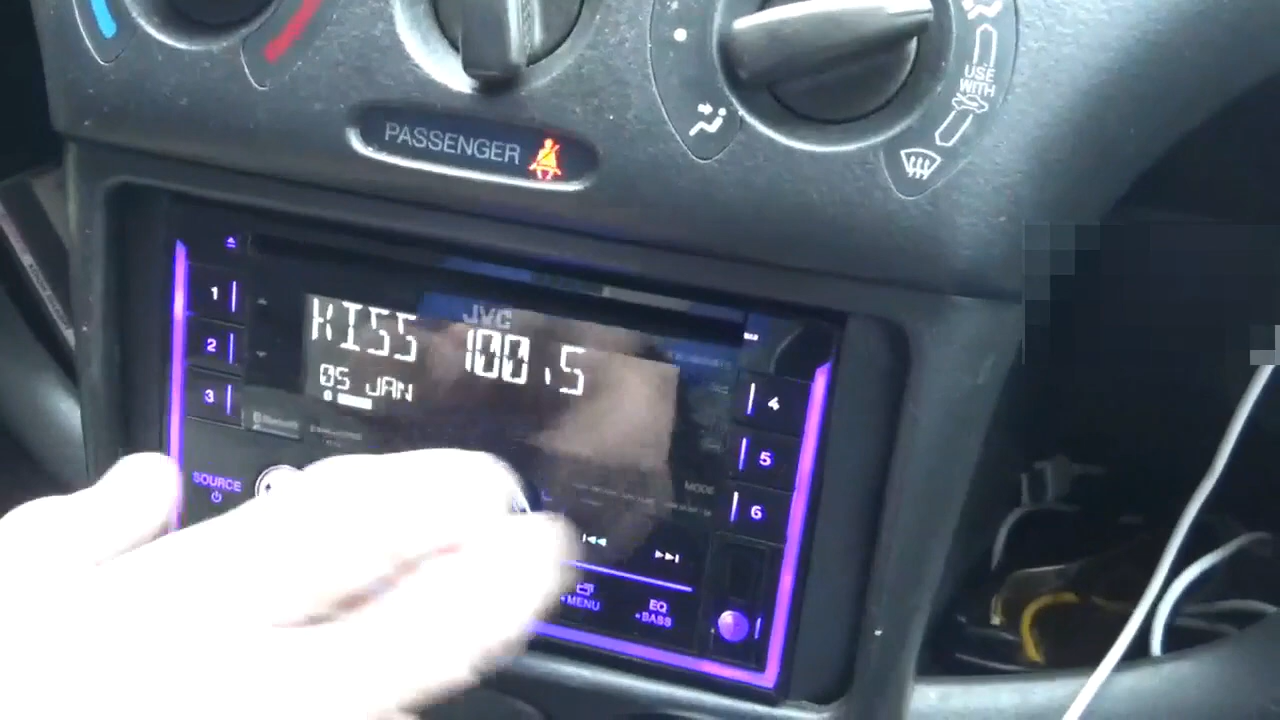 USE
WITH
PASSENGER
JVC
1
2
3
KISS 100.5
05 JAN
Bluetooth
4
5
6
MODE
SOURCE
MENU
EQ
BASS